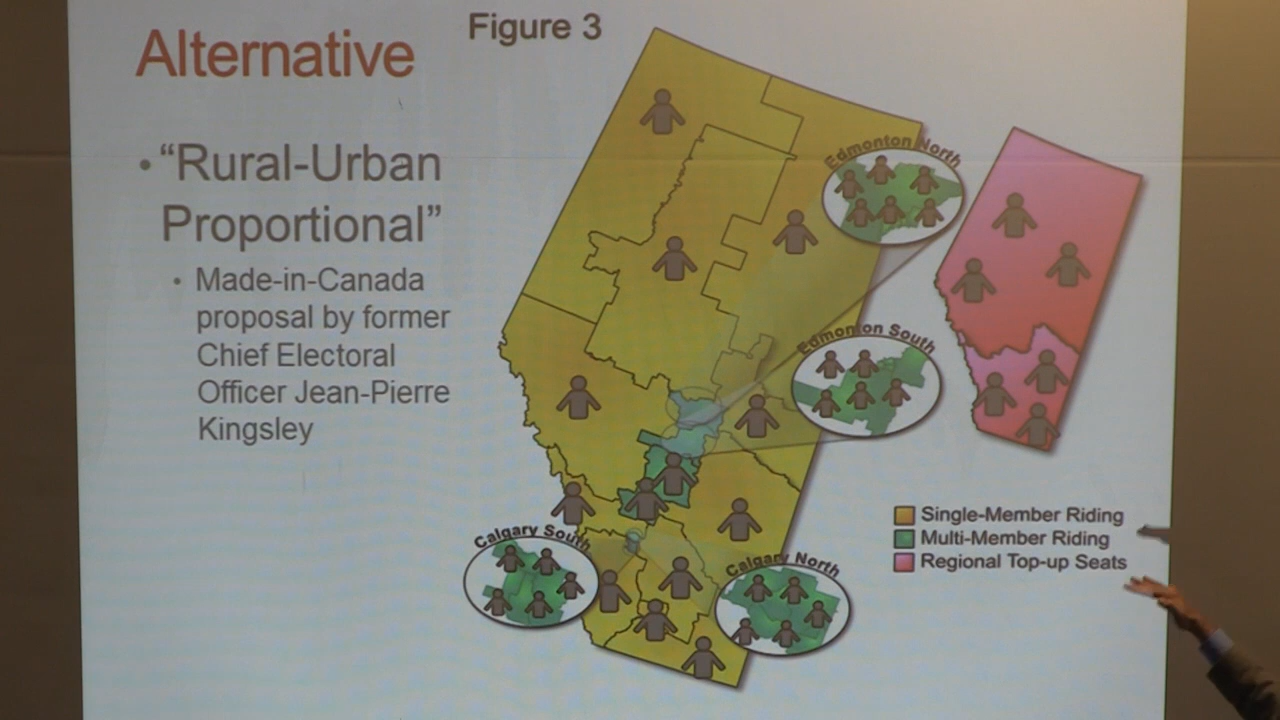 Alternative
Figure 3
• “Rural-Urban
Proportional”
• Made-in-Canada
proposal by former
Chief Electoral
Officer Jean-Pierre
Kingsley
Edmonton North
Edmonton South
Calgary South
Calgary North
Single-Member Riding
Multi-Member Riding
Regional Top-up Seats